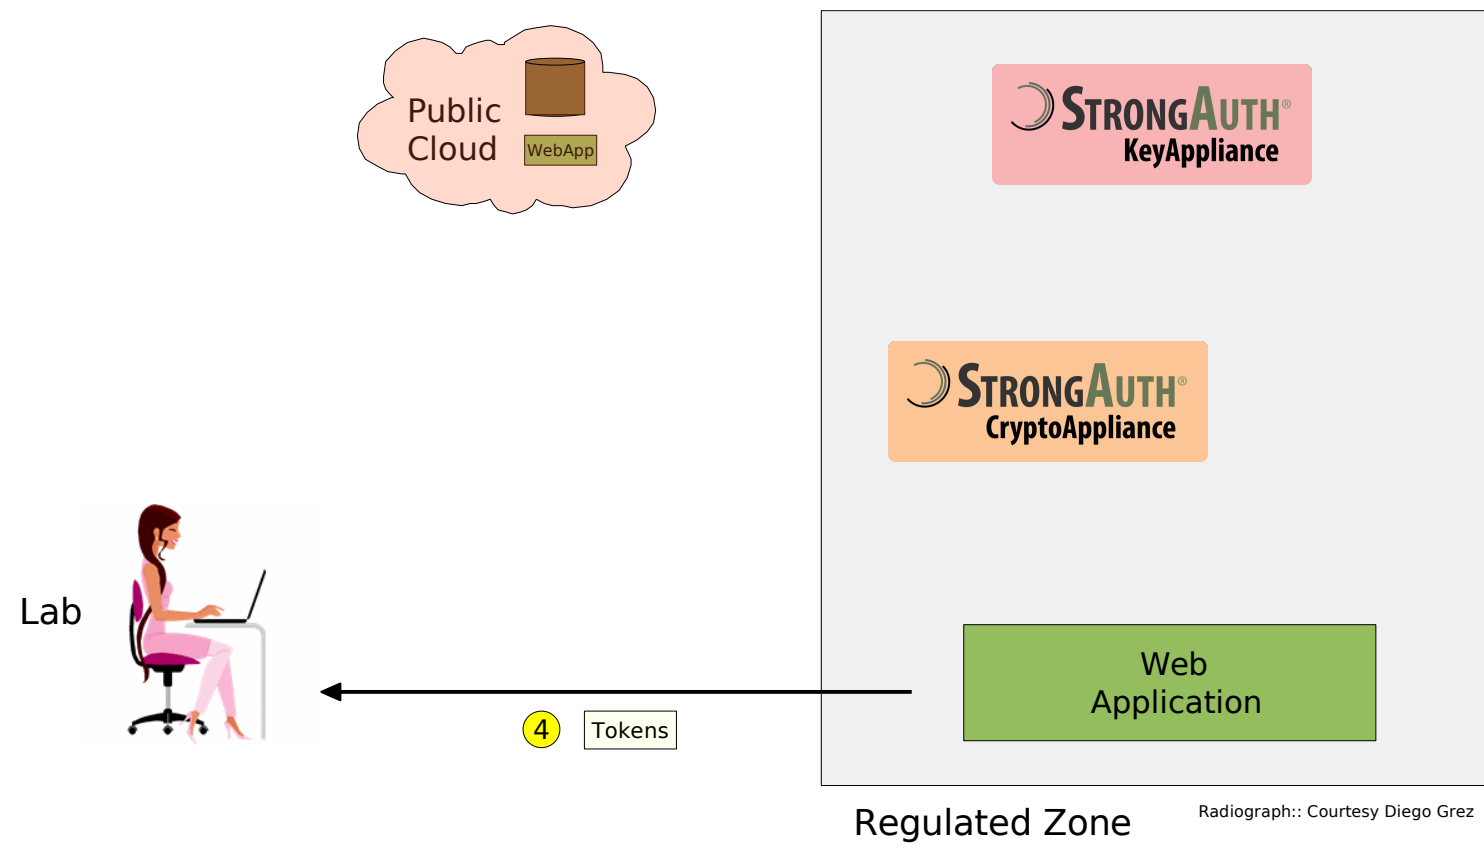 Public
Cloud
WebApp
STRONGAUTH®
KeyAppliance
STRONGAUTH®
CryptoAppliance
Lab
Web
Application
4
Tokens
Regulated Zone
Radiograph:: Courtesy Diego Grez